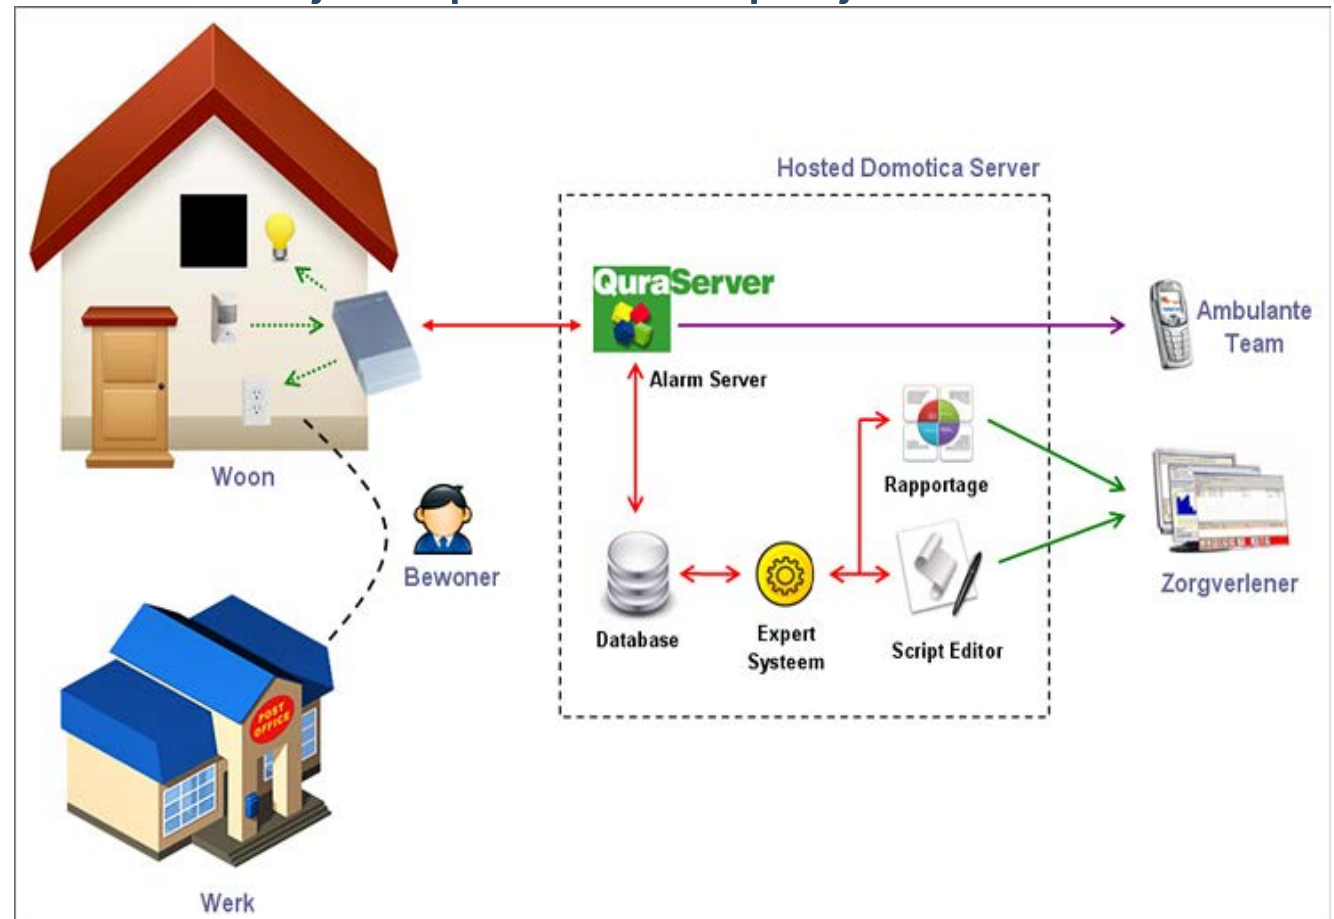 Hosted Domotica Server
QuraServer
Alarm Server
Ambulante
Team
Rapportage
Woon
Bewoner
Zorgverlener
Database
Expert
Systeem
Script Editor
POST
OFFICE
Werk